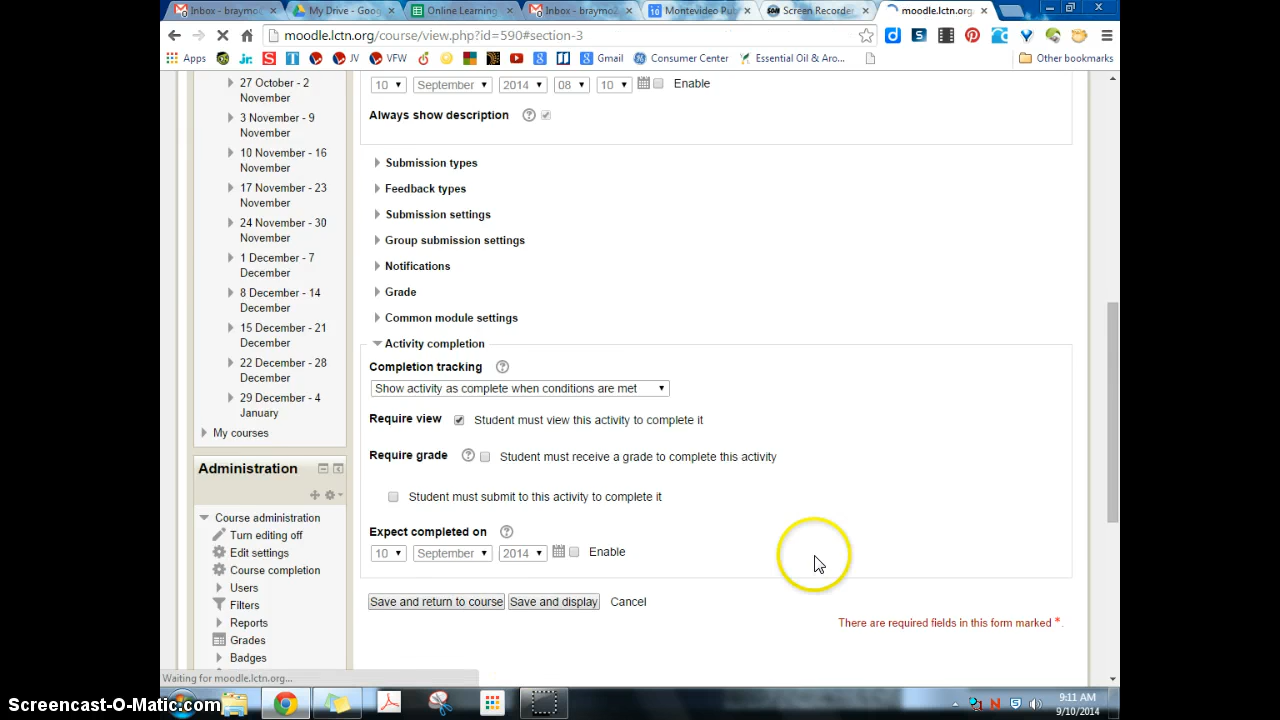 Inbox - braymo
My Drive - Goog
Online Learning
Inbox - braymo2
Montevideo Pu
Screen Recorder
moodle.lctn.org
moodle.lctn.org/course/view.php?id=590#section-3
Apps
Jr.
JV
VFW
Gmail
Consumer Center
Essential Oil & Aro...
Other bookmarks
27 October - 2
November
3 November - 9
November
10 November - 16
November
17 November - 23
November
24 November - 30
November
1 December - 7
December
8 December - 14
December
15 December - 21
December
22 December - 28
December
29 December - 4
January
My courses
Administration
Course administration
Turn editing off
Edit settings
Course completion
Users
Filters
Reports
Grades
Badges
10 September 2014 08 10 Enable
Always show description
Submission types
Feedback types
Submission settings
Group submission settings
Notifications
Grade
Common module settings
Activity completion
Completion tracking
Show activity as complete when conditions are met
Require view Student must view this activity to complete it
Require grade Student must receive a grade to complete this activity
Student must submit to this activity to complete it
Expect completed on
10 September 2014 Enable
Save and return to course Save and display Cancel
There are required fields in this form marked *.
Waiting for moodle.lctn.org...
Screencast-O-Matic.com
9:11 AM
9/10/2014